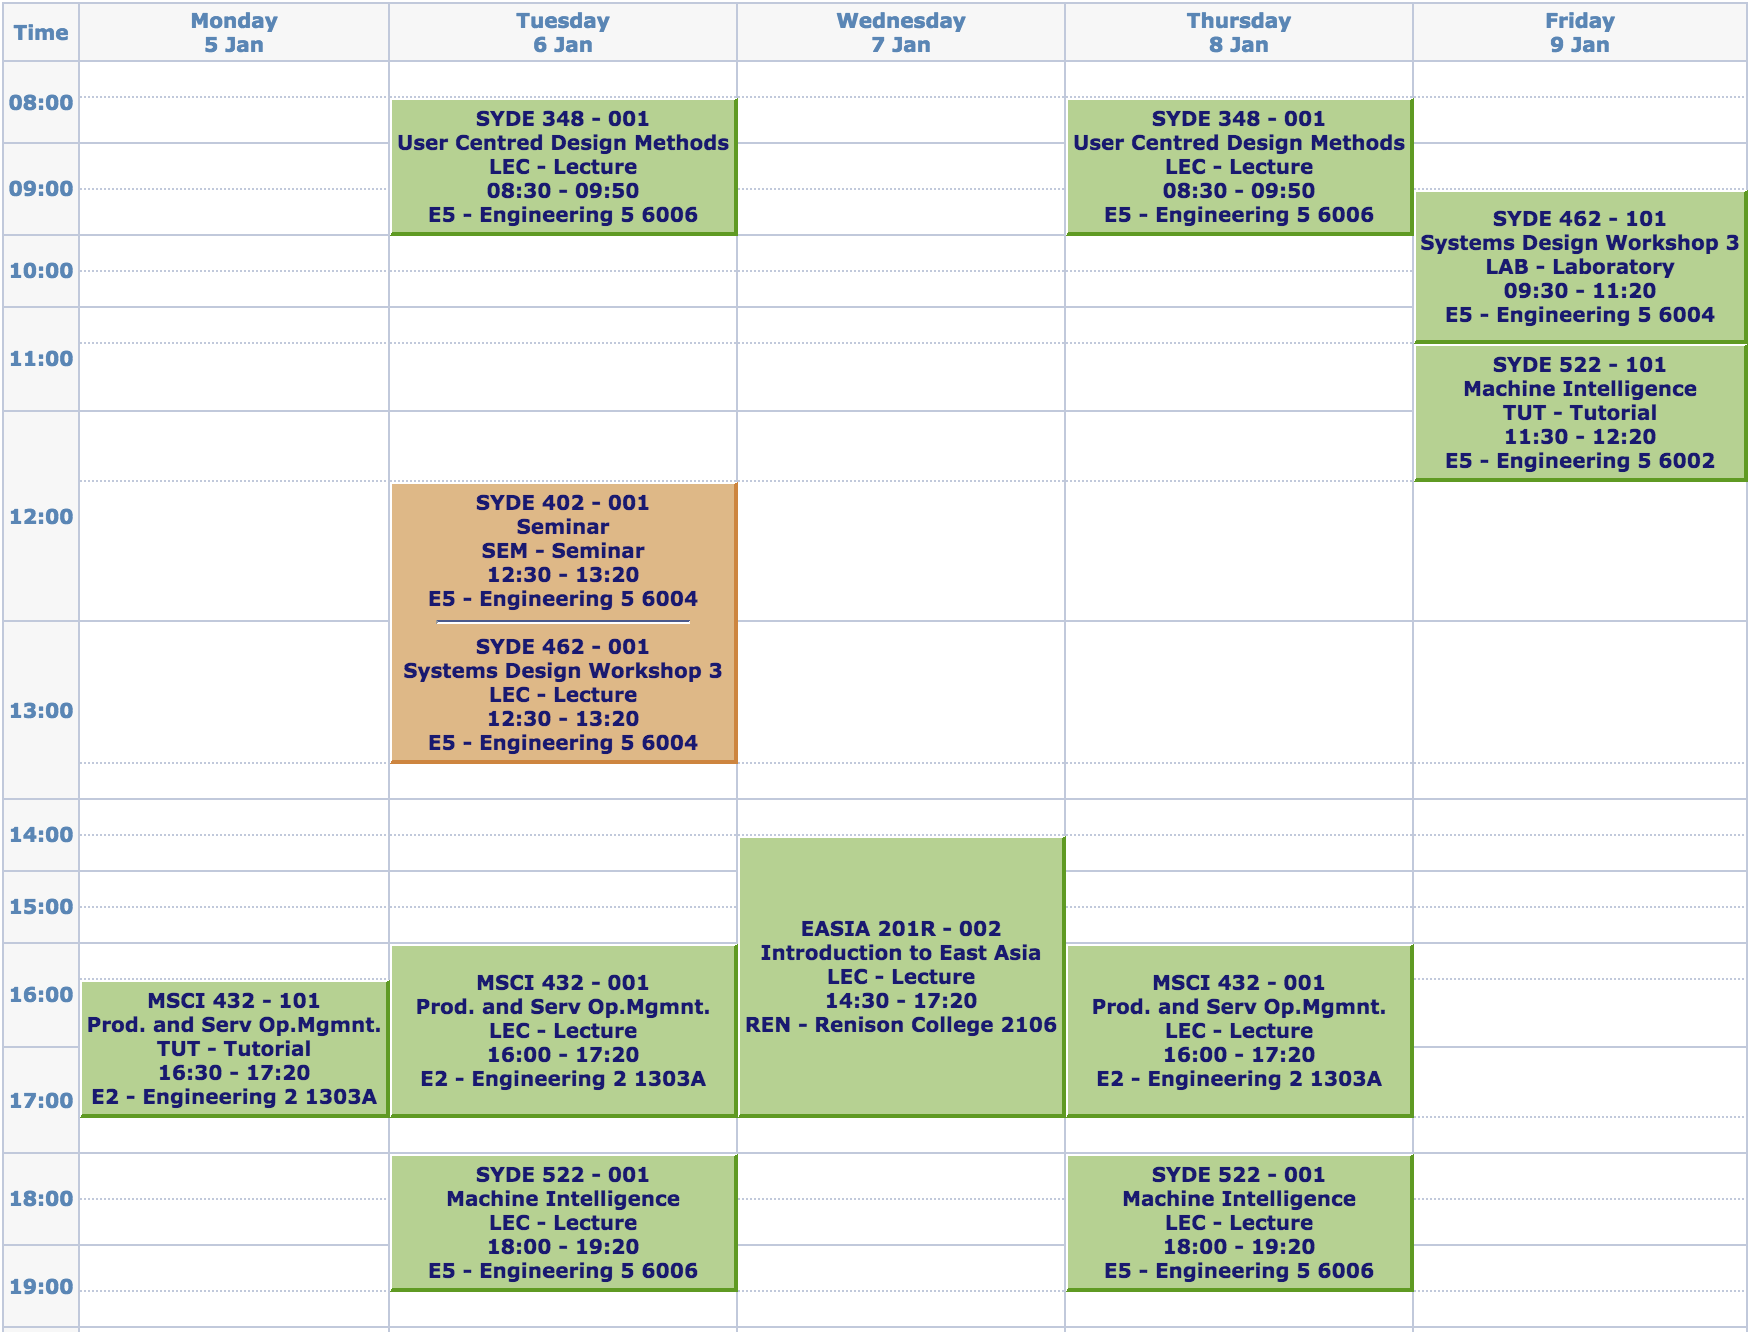 Time
Monday
5 Jan
Tuesday
6 Jan
Wednesday
7 Jan
Thursday
8 Jan
Friday
9 Jan
08:00
SYDE 348 - 001
User Centred Design Methods
LEC - Lecture
08:30 - 09:50
E5 - Engineering 5 6006
SYDE 348 - 001
User Centred Design Methods
LEC - Lecture
08:30 - 09:50
E5 - Engineering 5 6006
09:00
SYDE 462 - 101
Systems Design Workshop 3
LAB - Laboratory
09:30 - 11:20
E5 - Engineering 5 6004
10:00
11:00
SYDE 522 - 101
Machine Intelligence
TUT - Tutorial
11:30 - 12:20
E5 - Engineering 5 6002
12:00
SYDE 402 - 001
Seminar
SEM - Seminar
12:30 - 13:20
E5 - Engineering 5 6004
SYDE 462 - 001
Systems Design Workshop 3
LEC - Lecture
12:30 - 13:20
E5 - Engineering 5 6004
13:00
14:00
EASIA 201R - 002
Introduction to East Asia
LEC - Lecture
14:30 - 17:20
REN - Renison College 2106
15:00
16:00
MSCI 432 - 101
Prod. and Serv Op.Mgmnt.
TUT - Tutorial
16:30 - 17:20
E2 - Engineering 2 1303A
MSCI 432 - 001
Prod. and Serv Op.Mgmnt.
LEC - Lecture
16:00 - 17:20
E2 - Engineering 2 1303A
MSCI 432 - 001
Prod. and Serv Op.Mgmnt.
LEC - Lecture
16:00 - 17:20
E2 - Engineering 2 1303A
17:00
18:00
SYDE 522 - 001
Machine Intelligence
LEC - Lecture
18:00 - 19:20
E5 - Engineering 5 6006
SYDE 522 - 001
Machine Intelligence
LEC - Lecture
18:00 - 19:20
E5 - Engineering 5 6006
19:00